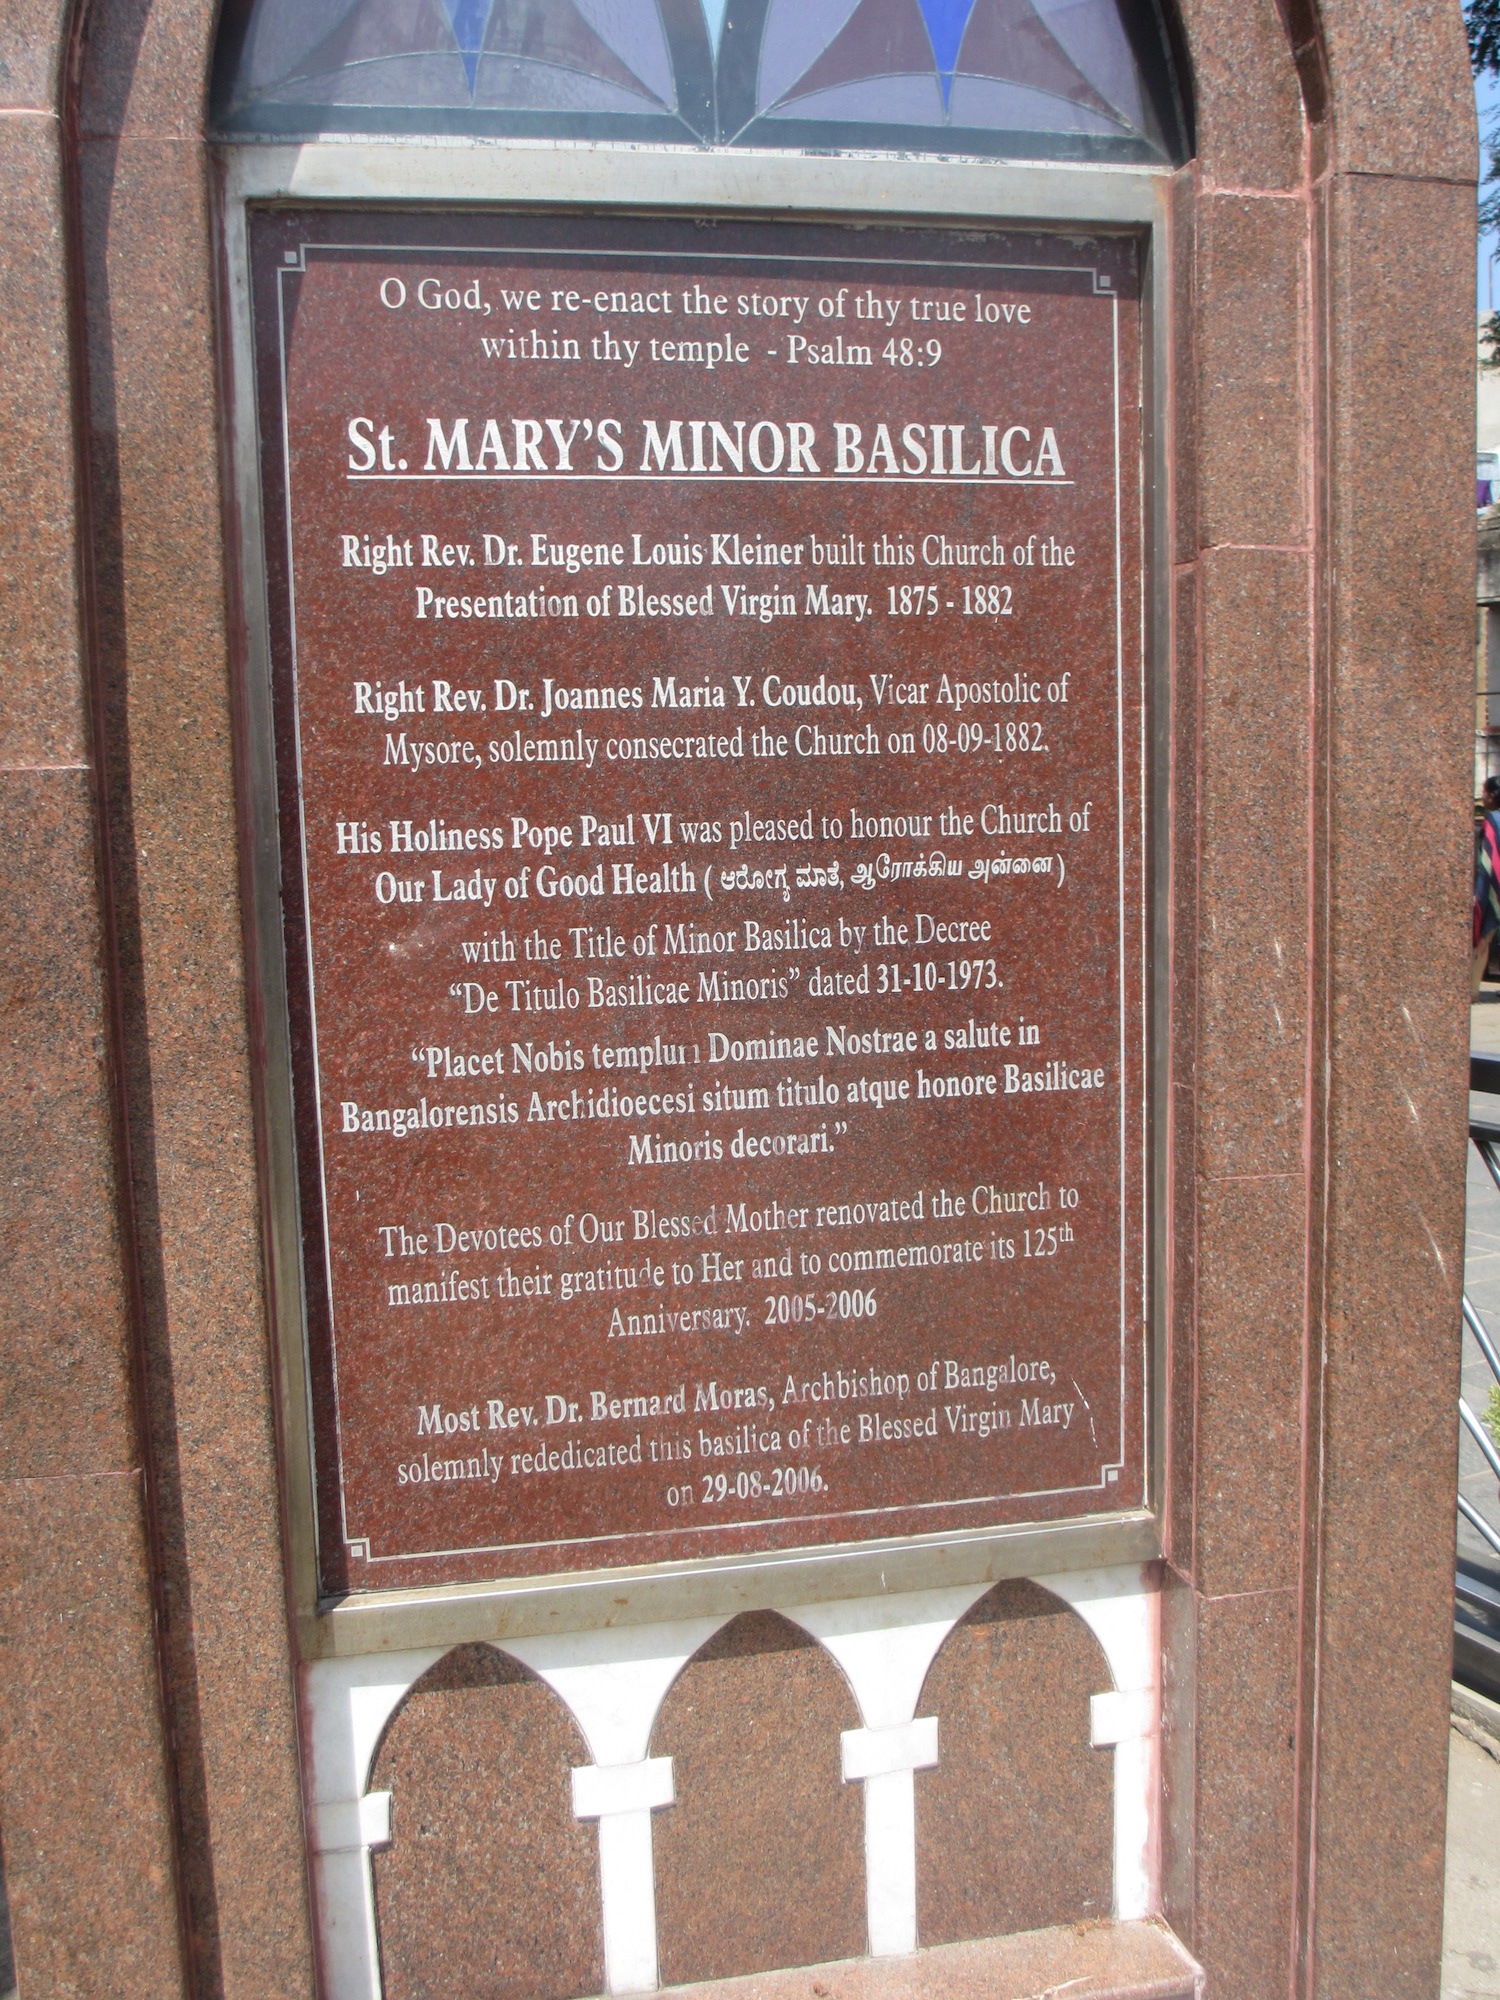 O God, we re-enact the story of thy true love
within thy temple - Psalm 48:9
St. MARY'S MINOR BASILICA
Right Rev. Dr. Eugene Louis Kleiner built this Church of the
Presentation of Blessed Virgin Mary. 1875 - 1882
Right Rev. Dr. Joannes Maria Y. Coudou, Vicar Apostolic of
Mysore, solemnly consecrated the Church on 08-09-1882.
His Holiness Pope Paul VI was pleased to honour the Church of
Our Lady of Good Health ( ಆರೋಗ್ಯ ಮಾತೆ, ஆரோக்கிய அன்னை )
with the Title of Minor Basilica by the Decree
“De Titulo Basilicae Minoris” dated 31-10-1973.
“Placet Nobis templum Dominae Nostrae a salute in
Bangalorensis Archidioecesi situm titulo atque honore Basilicae
Minoris decorari.”
The Devotees of Our Blessed Mother renovated the Church to
manifest their gratitude to Her and to commemorate its 125th
Anniversary. 2005-2006
Most Rev. Dr. Bernard Moras, Archbishop of Bangalore,
solemnly rededicated this basilica of the Blessed Virgin Mary
on 29-08-2006.